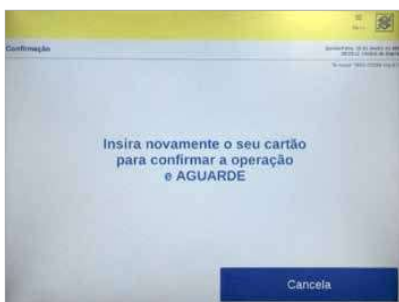 Confirmação
Insira novamente o seu cartão
para confirmar a operação
e AGUARDE
Cancela